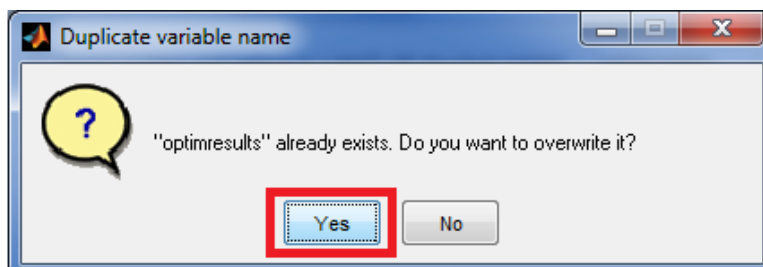 Duplicate variable name
?
"optimresults" already exists. Do you want to overwrite it?
Yes No